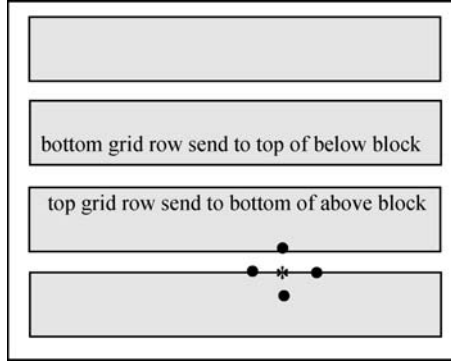 bottom grid row send to top of below block
top grid row send to bottom of above block